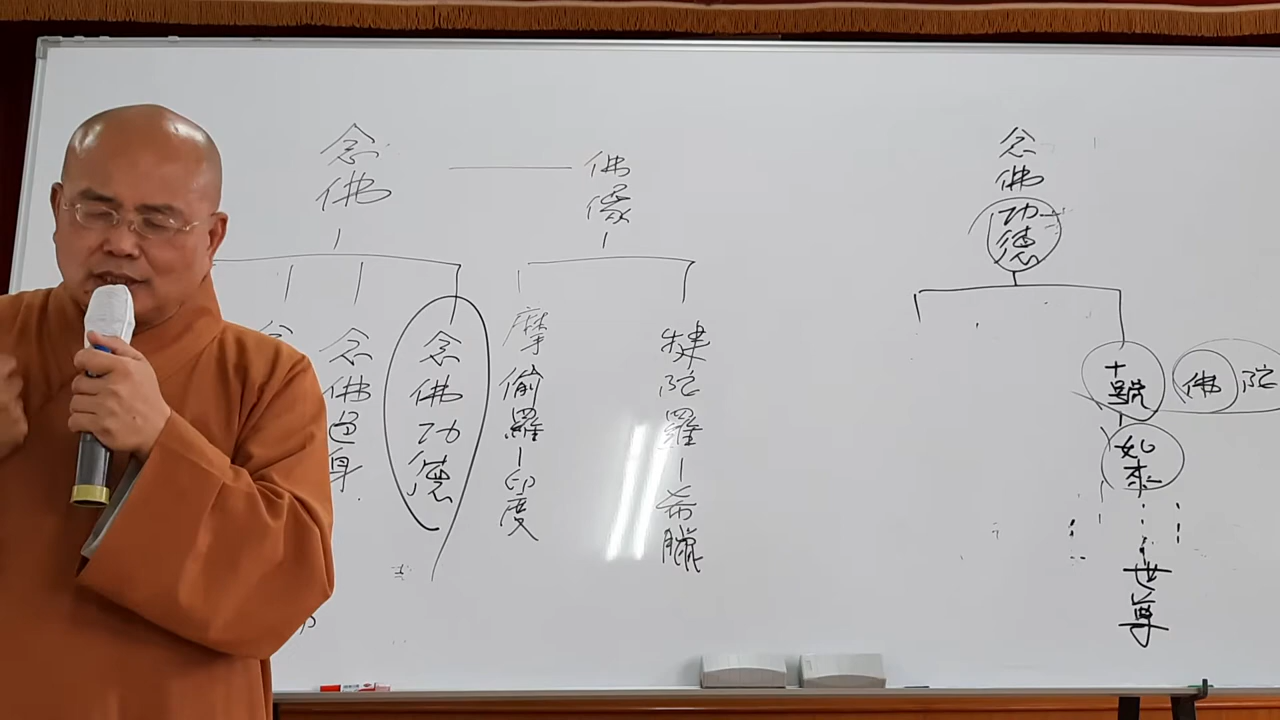 念佛
念佛色身
念佛功德
佛像
摩偷羅－印度
犍陀羅－希臘
念佛功德
十號
佛陀
如來
世尊